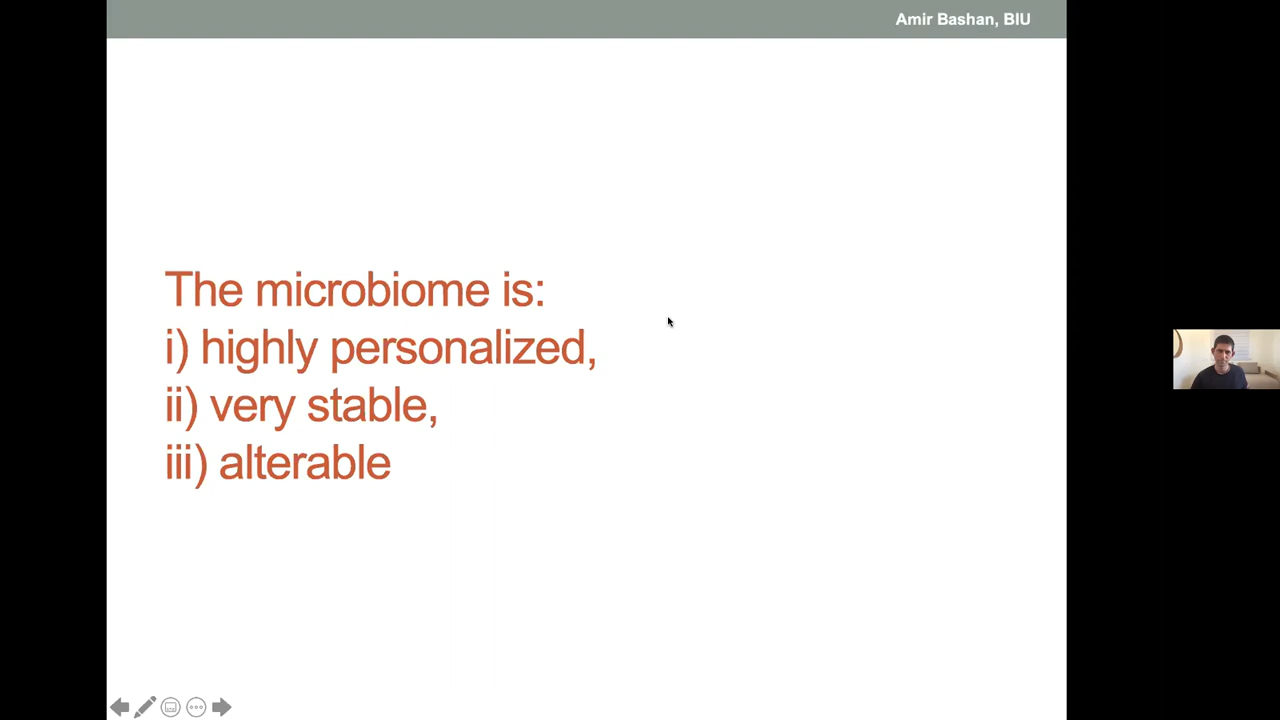 Amir Bashan, BIU
The microbiome is:
i) highly personalized,
ii) very stable,
iii) alterable